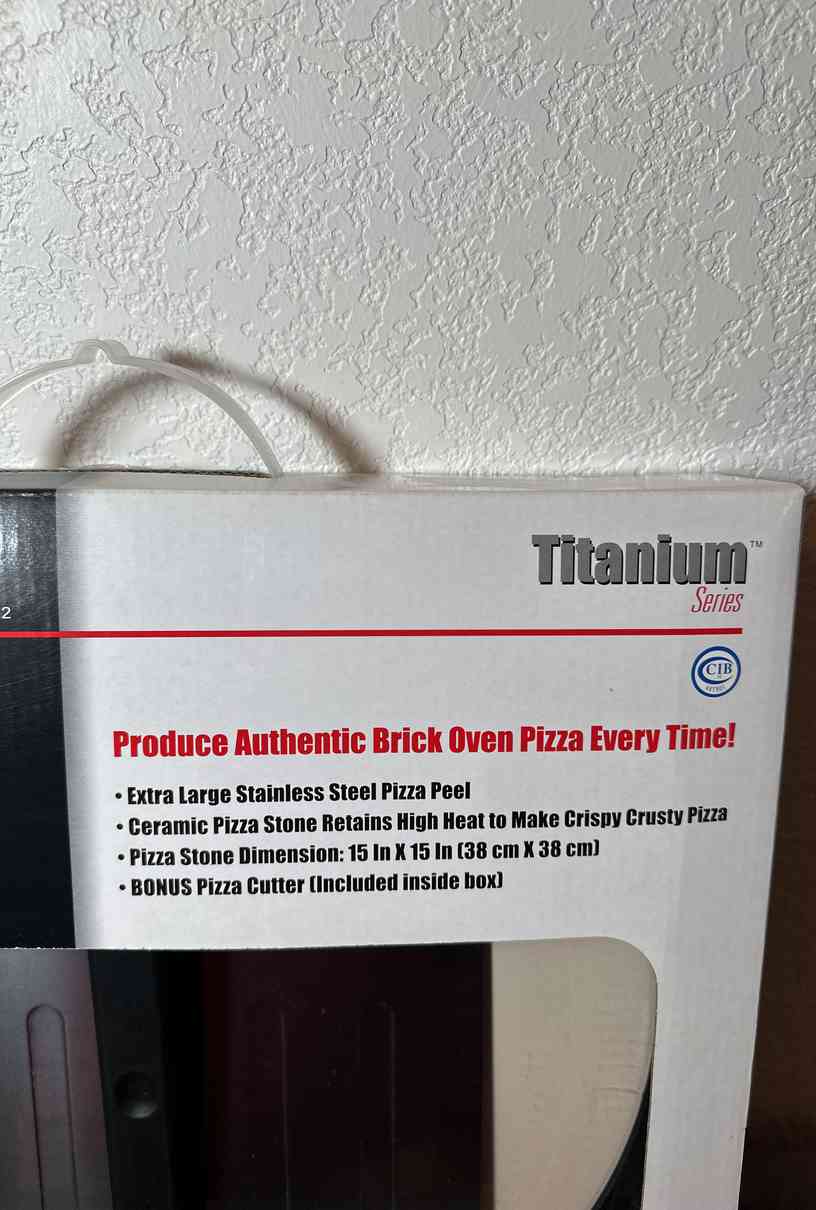 Titanium™
Series
2
CIB
Produce Authentic Brick Oven Pizza Every Time!
• Extra Large Stainless Steel Pizza Peel
• Ceramic Pizza Stone Retains High Heat to Make Crispy Crusty Pizza
• Pizza Stone Dimension: 15 In X 15 In (38 cm X 38 cm)
• BONUS Pizza Cutter (Included inside box)